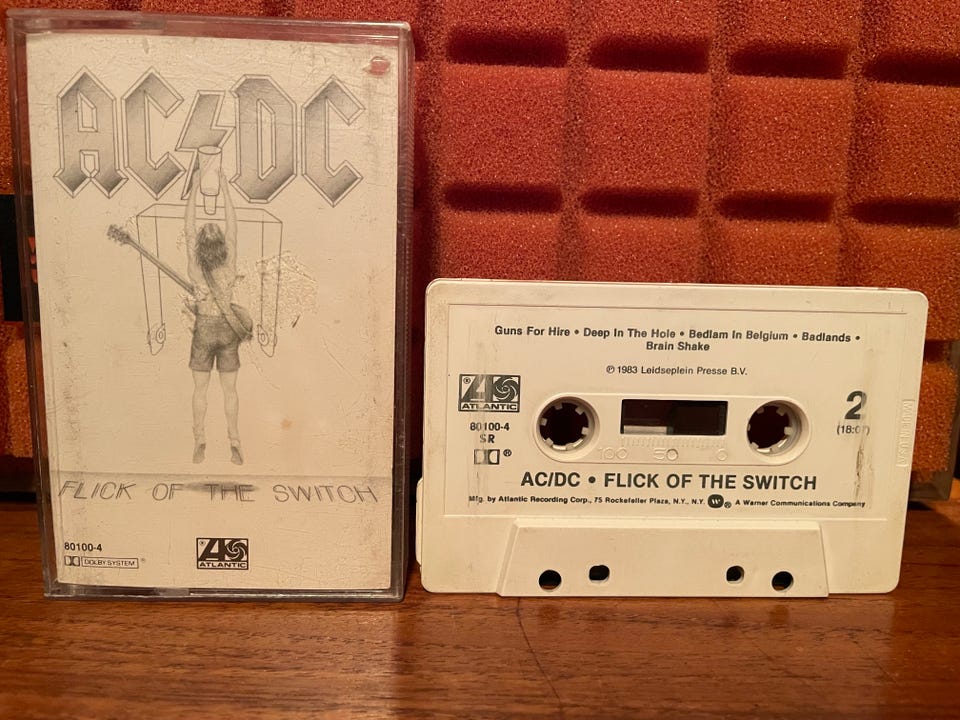 AC/DC
FLICK OF THE SWITCH
80100-4
DOLBY SYSTEM ®
ATLANTIC
Guns For Hire • Deep In The Hole • Bedlam In Belgium • Badlands •
Brain Shake
℗ 1983 Leidseplein Presse B.V.
ATLANTIC
80100-4
SR
®
2
(18:07)
100 50 0
AC/DC • FLICK OF THE SWITCH
Mfg. by Atlantic Recording Corp., 75 Rockefeller Plaza, N.Y., N.Y. ® A Warner Communications Company